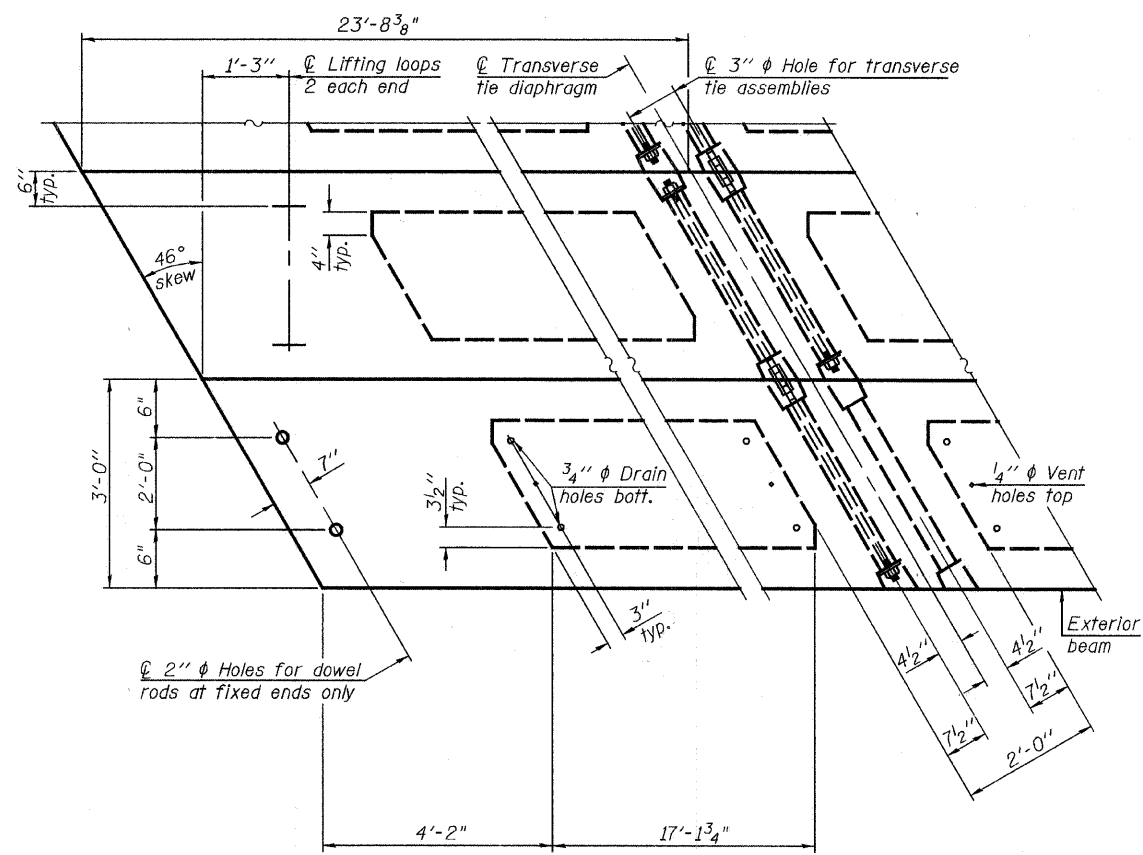 23'-8 3/8"
1'-3"
℄ Lifting loops
2 each end
℄ Transverse
tie diaphragm
℄ 3" ϕ Hole for transverse
tie assemblies
6"
typ.
46°
skew
4"
typ.
3'-0"
6"
2'-0"
6"
7"
3 1/2"
typ.
3/4" ϕ Drain
holes bott.
1/4" ϕ Vent
holes top
3"
typ.
℄ 2" ϕ Holes for dowel
rods at fixed ends only
Exterior
beam
4 1/2"
4 1/2"
7 1/2"
7 1/2"
2'-0"
4'-2"
17'-1 3/4"